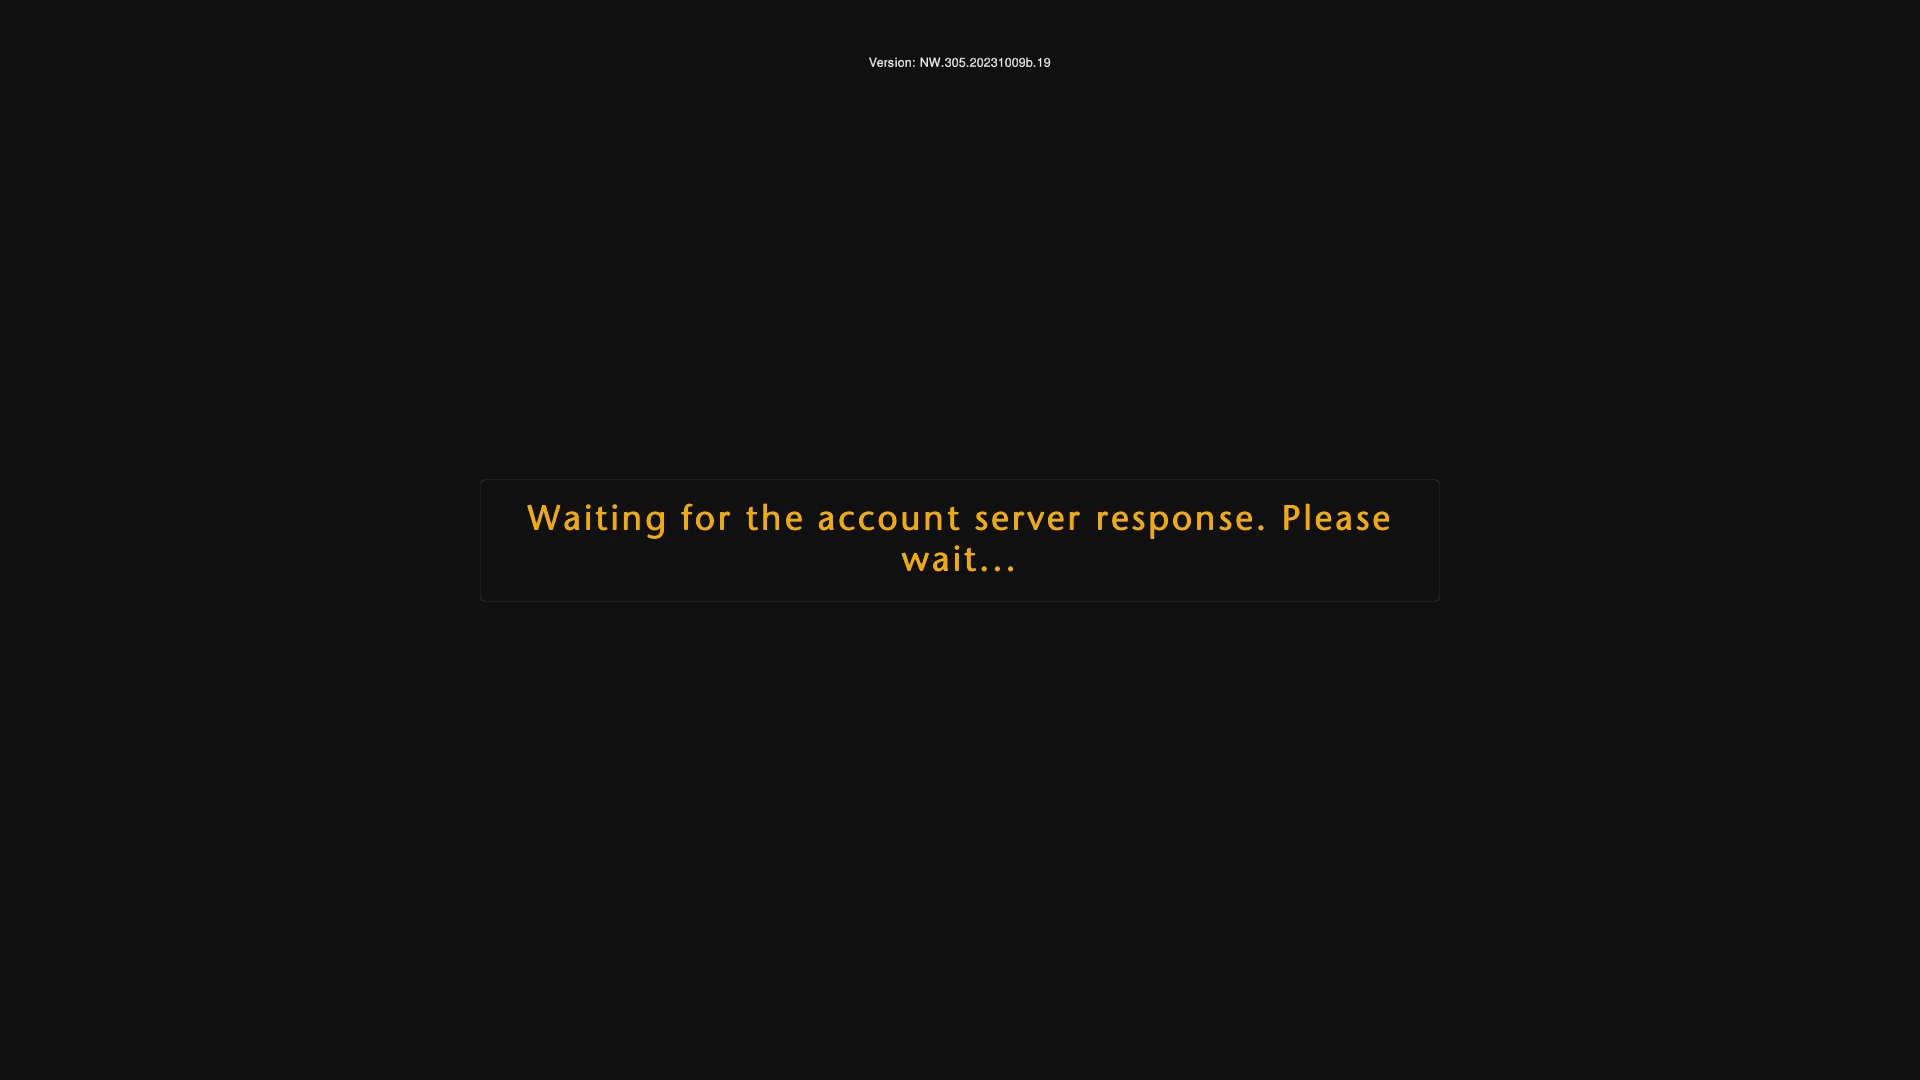 Version: NW.305.20231009b.19
Waiting for the account server response. Please
wait...